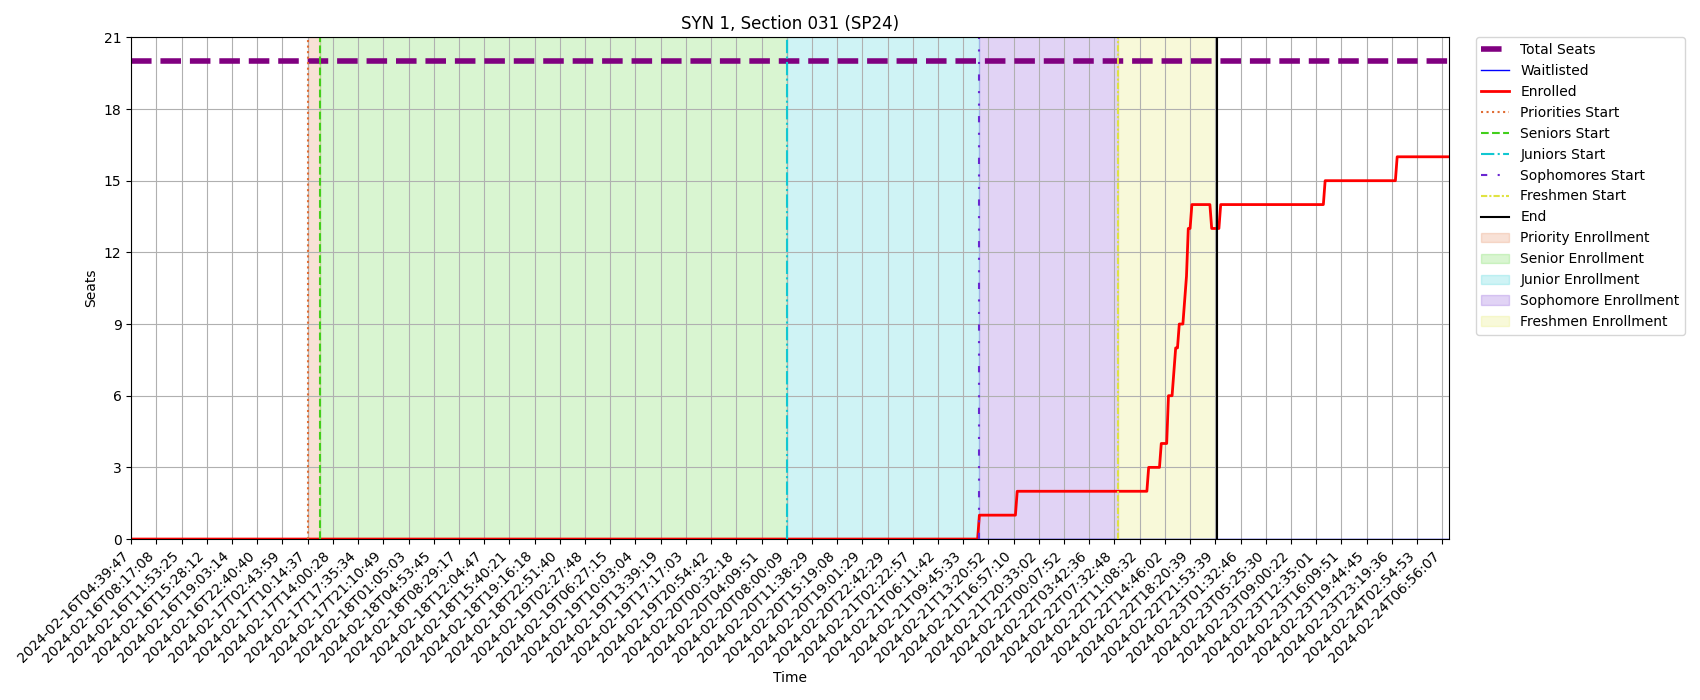 SYN 1, Section 031 (SP24)
21
18
15
12
9
6
3
0
Seats
2024-02-16T04:39:47
2024-02-16T08:17:08
2024-02-16T11:53:25
2024-02-16T15:28:12
2024-02-16T19:03:14
2024-02-16T22:40:40
2024-02-17T02:43:59
2024-02-17T10:14:37
2024-02-17T14:00:28
2024-02-17T17:35:34
2024-02-17T21:10:49
2024-02-18T01:05:03
2024-02-18T04:53:45
2024-02-18T08:29:17
2024-02-18T12:04:47
2024-02-18T15:40:21
2024-02-18T19:16:18
2024-02-18T22:51:40
2024-02-19T02:27:48
2024-02-19T06:27:15
2024-02-19T10:03:04
2024-02-19T13:39:19
2024-02-19T17:17:03
2024-02-19T20:54:42
2024-02-20T00:32:18
2024-02-20T04:09:51
2024-02-20T08:00:09
2024-02-20T11:38:29
2024-02-20T15:19:08
2024-02-20T19:01:29
2024-02-20T22:42:29
2024-02-21T02:22:57
2024-02-21T06:11:42
2024-02-21T09:45:33
2024-02-21T13:20:52
2024-02-21T16:57:10
2024-02-21T20:33:02
2024-02-22T00:07:52
2024-02-22T03:42:36
2024-02-22T07:32:48
2024-02-22T11:08:32
2024-02-22T14:46:02
2024-02-22T18:20:39
2024-02-22T21:53:39
2024-02-23T01:32:46
2024-02-23T05:25:30
2024-02-23T09:00:22
2024-02-23T12:35:01
2024-02-23T16:09:51
2024-02-23T19:44:45
2024-02-23T23:19:36
2024-02-24T02:54:53
2024-02-24T06:56:07
Time
Total Seats
Waitlisted
Enrolled
Priorities Start
Seniors Start
Juniors Start
Sophomores Start
Freshmen Start
End
Priority Enrollment
Senior Enrollment
Junior Enrollment
Sophomore Enrollment
Freshmen Enrollment